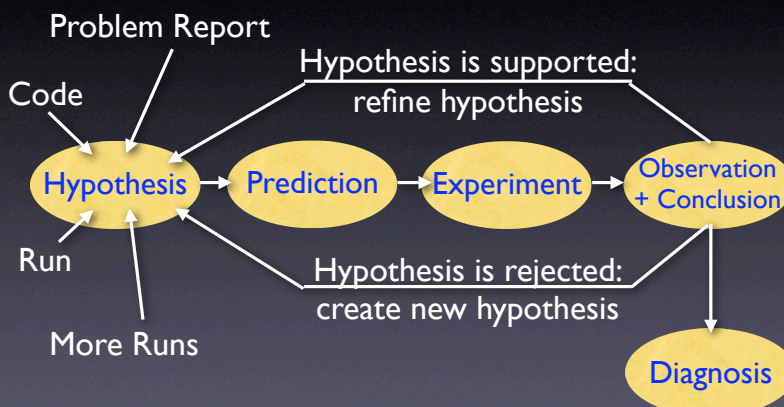 Problem Report
Hypothesis is supported:
refine hypothesis
Code
Hypothesis
Prediction
Experiment
Observation
+ Conclusion
Run
Hypothesis is rejected:
create new hypothesis
More Runs
Diagnosis